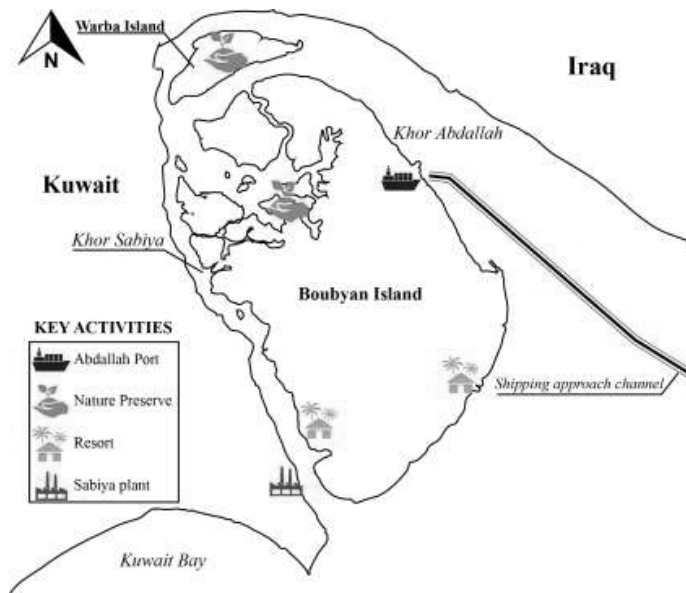 Warba Island
N
Iraq
Khor Abdallah
Kuwait
Khor Sabiya
Boubyan Island
KEY ACTIVITIES
Abdallah Port
Nature Preserve
Resort
Sabiya plant
Shipping approach channel
Kuwait Bay